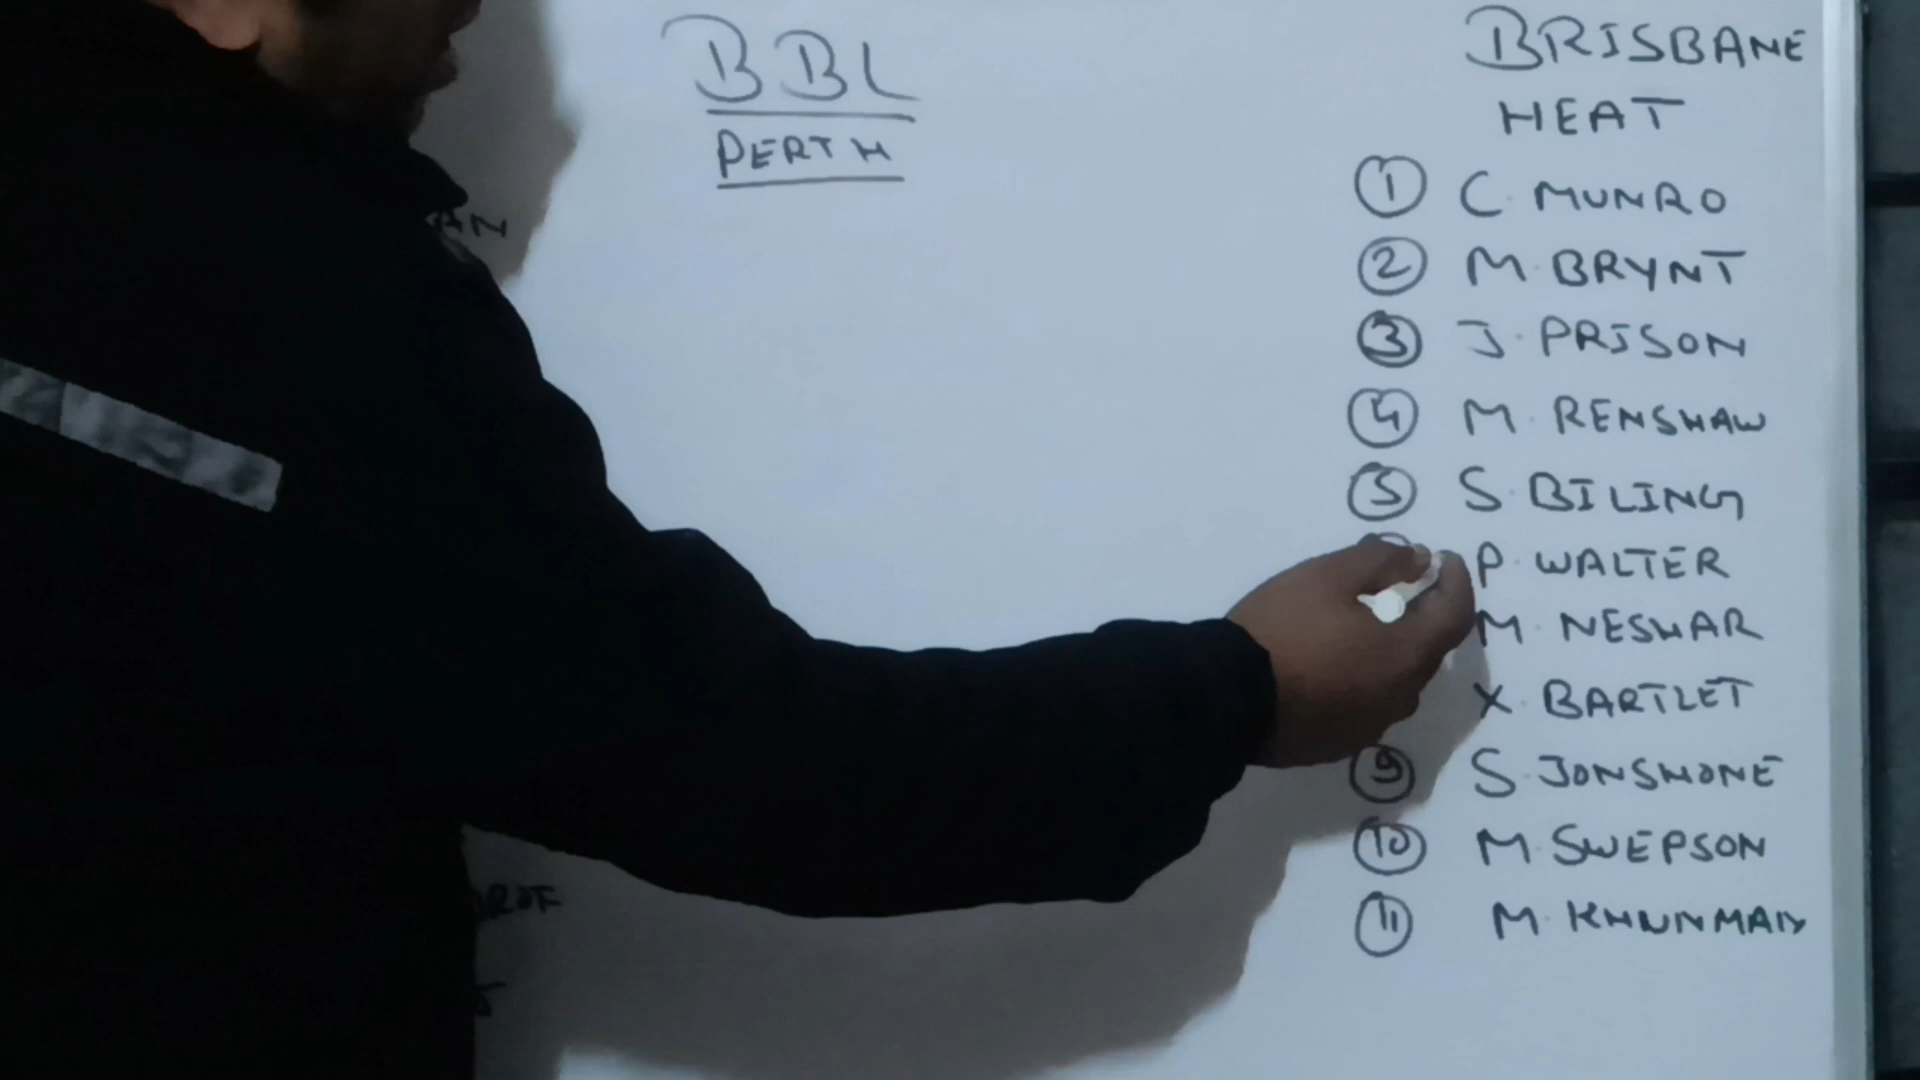 BBL
PERTH
AN
BRISBANE
HEAT
1 C. MUNRO
2 M. BRYNT
3 J. PRISON
4 M. RENSHAW
5 S. BILING
P. WALTER
M. NESHAR
X. BARTLET
9 S. JONSHONE
10 M. SWEPSON
11 M. KHUNMAN